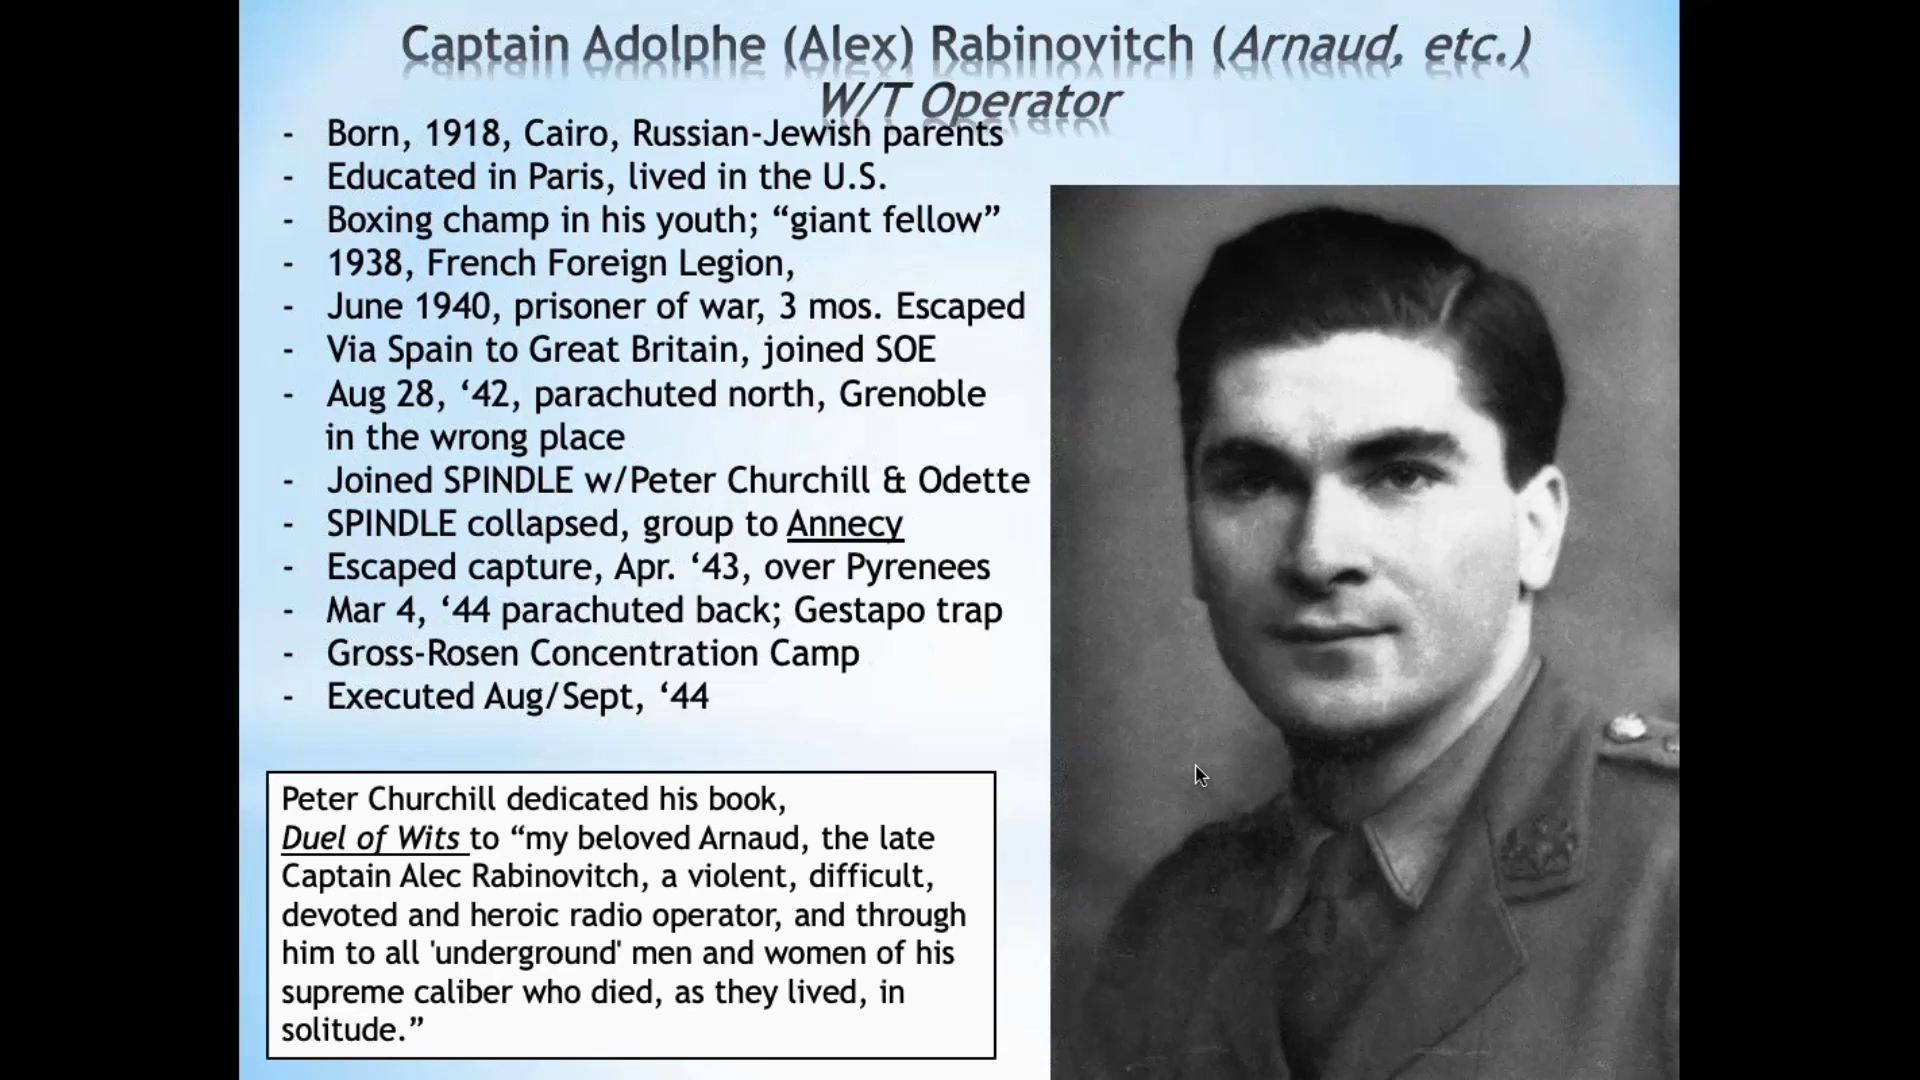 Captain Adolphe (Alex) Rabinovitch (Arnaud, etc.)
W/T Operator
- Born, 1918, Cairo, Russian-Jewish parents
- Educated in Paris, lived in the U.S.
- Boxing champ in his youth; “giant fellow”
- 1938, French Foreign Legion,
- June 1940, prisoner of war, 3 mos. Escaped
- Via Spain to Great Britain, joined SOE
- Aug 28, ‘42, parachuted north, Grenoble
in the wrong place
- Joined SPINDLE w/Peter Churchill & Odette
- SPINDLE collapsed, group to Annecy
- Escaped capture, Apr. ‘43, over Pyrenees
- Mar 4, ‘44 parachuted back; Gestapo trap
- Gross-Rosen Concentration Camp
- Executed Aug/Sept, ‘44
Peter Churchill dedicated his book,
Duel of Wits to “my beloved Arnaud, the late
Captain Alec Rabinovitch, a violent, difficult,
devoted and heroic radio operator, and through
him to all 'underground' men and women of his
supreme caliber who died, as they lived, in
solitude.”